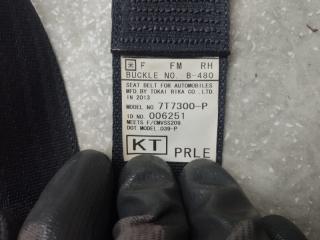 F FM RH
BUCKLE NO. B-480
SEAT BELT FOR AUTOMOBILES
MFD BY TOKAI RIKA CO. LTD.
IN 2013
MODEL NO 7T7300-P
ID NO. 006251
MEETS F/CMVSS209
DOT MODEL.039-P
KT PRLE